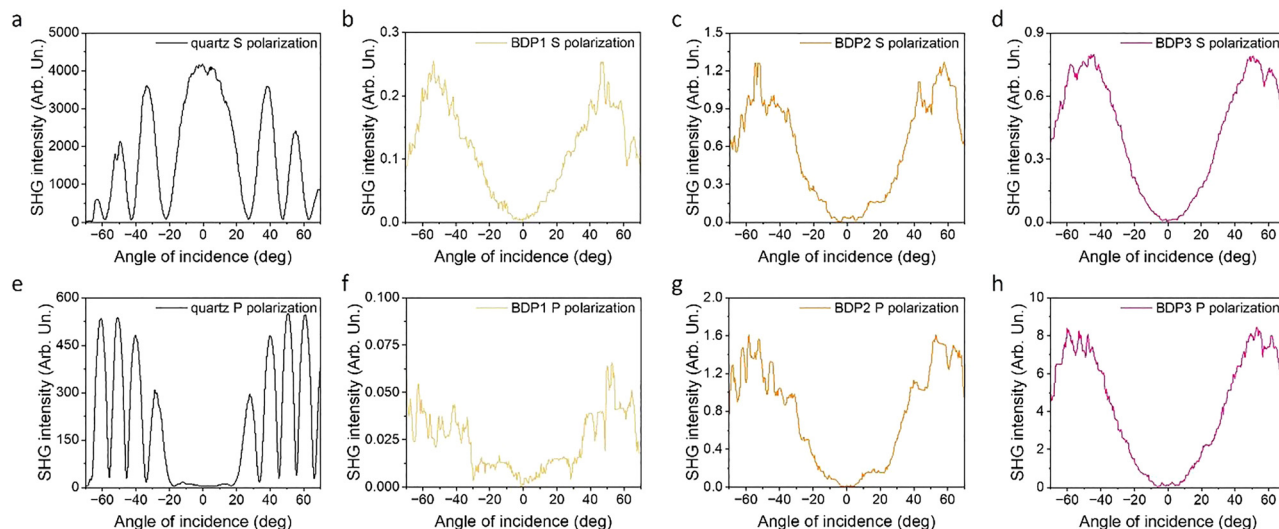 a
quartz S polarization
SHG intensity (Arb. Un.)
5000
4000
3000
2000
1000
0
−60 −40 −20 0 20 40 60
Angle of incidence (deg)
b
BDP1 S polarization
SHG intensity (Arb. Un.)
0.3
0.2
0.1
0.0
−60 −40 −20 0 20 40 60
Angle of incidence (deg)
c
BDP2 S polarization
SHG intensity (Arb. Un.)
1.5
1.2
0.9
0.6
0.3
0.0
−60 −40 −20 0 20 40 60
Angle of incidence (deg)
d
BDP3 S polarization
SHG intensity (Arb. Un.)
0.9
0.6
0.3
0.0
−60 −40 −20 0 20 40 60
Angle of incidence (deg)
e
quartz P polarization
SHG intensity (Arb. Un.)
600
450
300
150
0
−60 −40 −20 0 20 40 60
Angle of incidence (deg)
f
BDP1 P polarization
SHG intensity (Arb. Un.)
0.100
0.075
0.050
0.025
0.000
−60 −40 −20 0 20 40 60
Angle of incidence (deg)
g
BDP2 P polarization
SHG intensity (Arb. Un.)
2.0
1.6
1.2
0.8
0.4
0.0
−60 −40 −20 0 20 40 60
Angle of incidence (deg)
h
BDP3 P polarization
SHG intensity (Arb. Un.)
10
8
6
4
2
0
−60 −40 −20 0 20 40 60
Angle of incidence (deg)